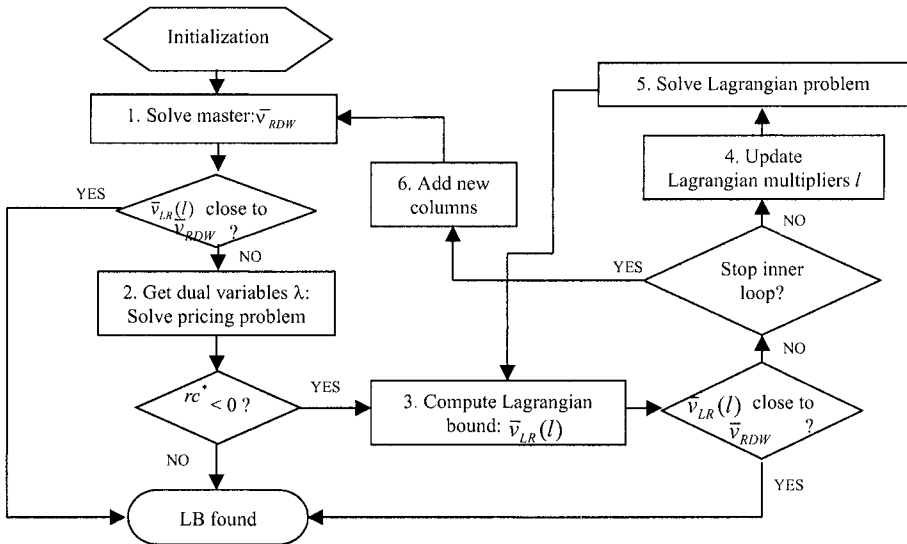 Initialization
1. Solve master: v̄_RDW
YES
v̄_LR(l) close to
v̄_RDW ?
NO
2. Get dual variables λ:
Solve pricing problem
rc* < 0 ?
YES
NO
LB found
3. Compute Lagrangian
bound: v̄_LR(l)
6. Add new
columns
YES
5. Solve Lagrangian problem
4. Update
Lagrangian multipliers l
NO
Stop inner
loop?
NO
v̄_LR(l) close to
v̄_RDW ?
YES